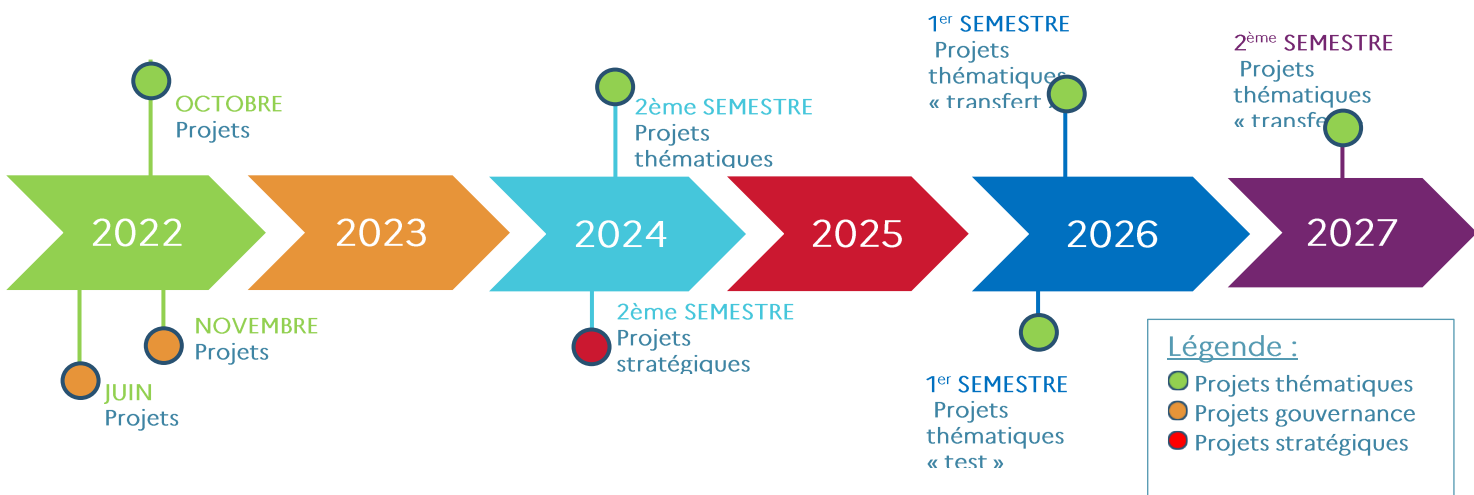 1er SEMESTRE
Projets
thématiques
« transfert »
2ème SEMESTRE
Projets
thématiques
« transfe
OCTOBRE
Projets
2ème SEMESTRE
Projets
thématiques
2022
2023
2024
2025
2026
2027
NOVEMBRE
Projets
JUIN
Projets
2ème SEMESTRE
Projets
stratégiques
1er SEMESTRE
Projets
thématiques
« test »
Légende :
Projets thématiques
Projets gouvernance
Projets stratégiques